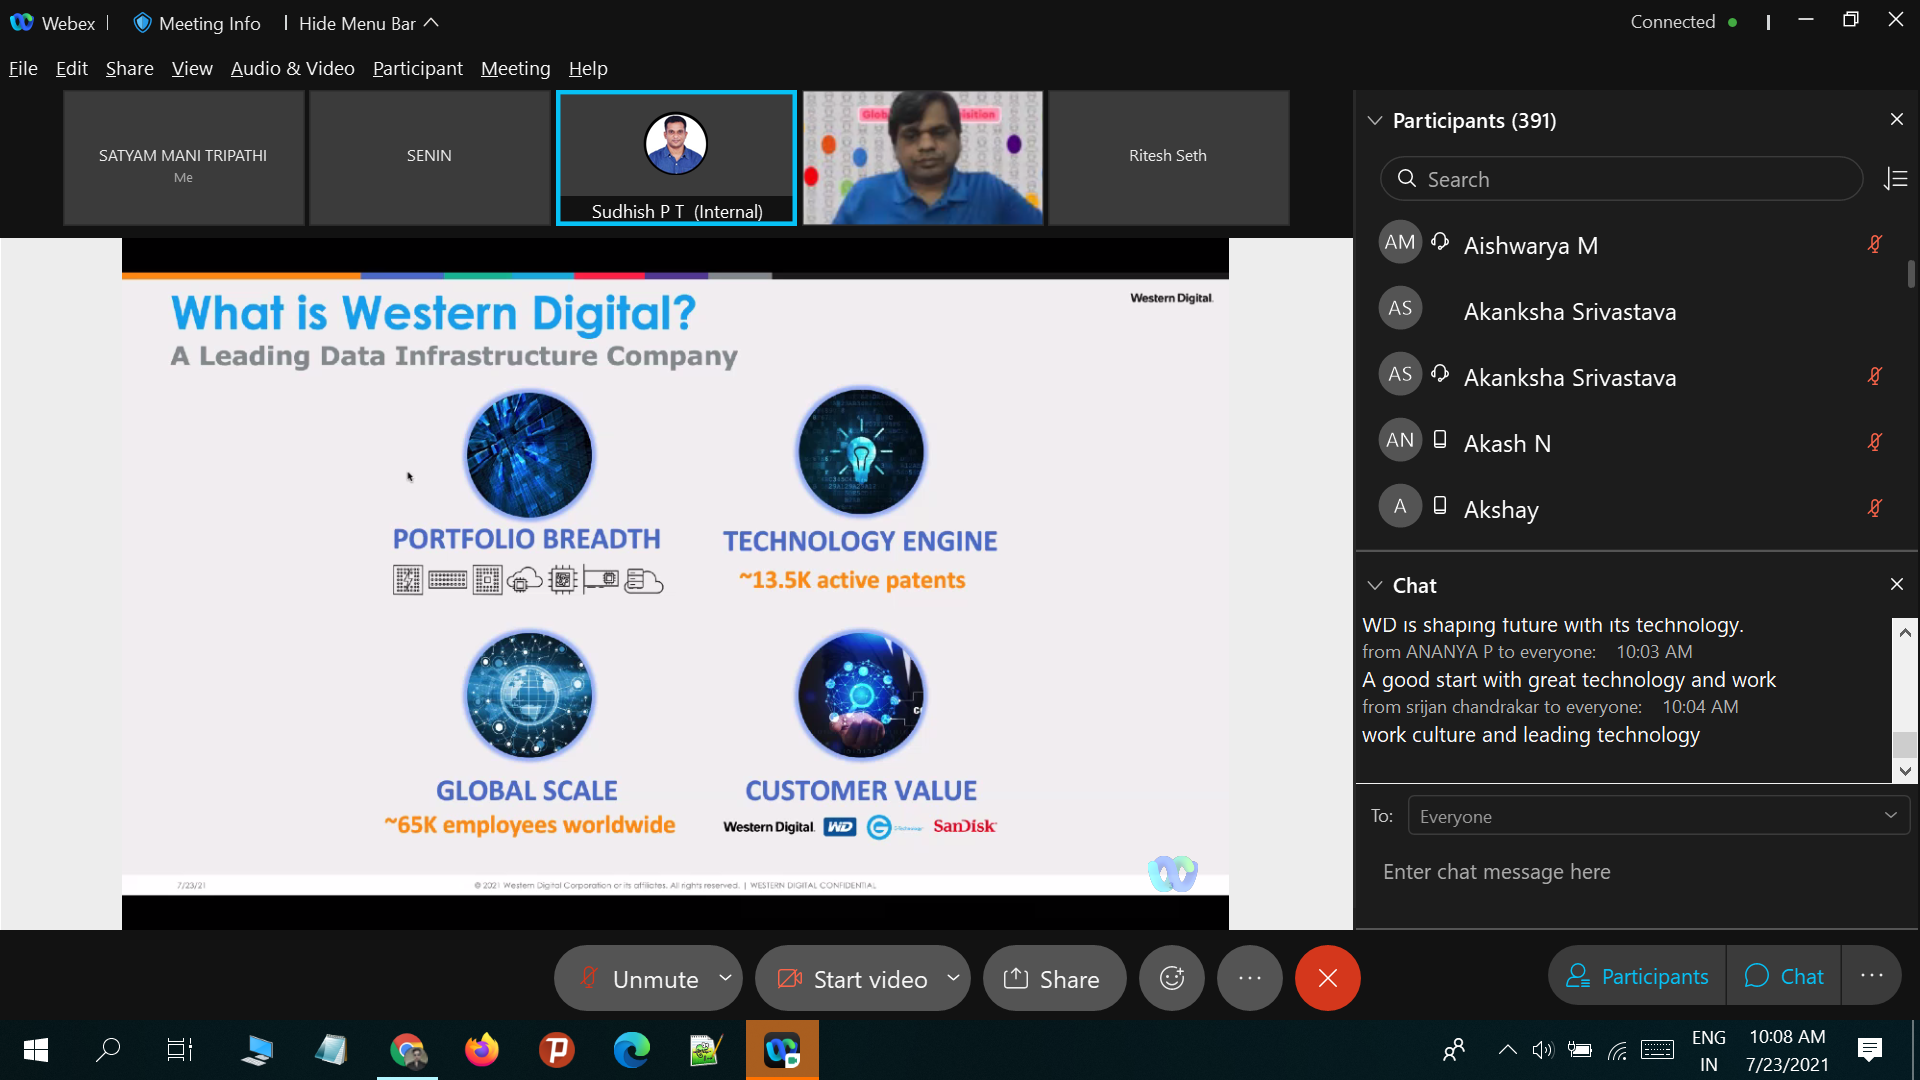 Webex
Meeting Info
Hide Menu Bar
Connected
File Edit Share View Audio & Video Participant Meeting Help
SATYAM MANI TRIPATHI
Me
SENIN
Sudhish P T (Internal)
Ritesh Seth
What is Western Digital?
Western Digital.
A Leading Data Infrastructure Company
PORTFOLIO BREADTH
TECHNOLOGY ENGINE
~13.5K active patents
GLOBAL SCALE
~65K employees worldwide
CUSTOMER VALUE
Western Digital. WD G SanDisk
7/23/21
© 2021 Western Digital Corporation or its affiliates. All rights reserved. | WESTERN DIGITAL CONFIDENTIAL
3
Participants (391)
Search
AM Aishwarya M
AS Akanksha Srivastava
AS Akanksha Srivastava
AN Akash N
A Akshay
Chat
WD is shaping future with its technology.
from ANANYA P to everyone: 10:03 AM
A good start with great technology and work
from srijan chandrakar to everyone: 10:04 AM
work culture and leading technology
To: Everyone
Enter chat message here
Unmute
Start video
Share
Participants
Chat
ENG
IN
10:08 AM
7/23/2021